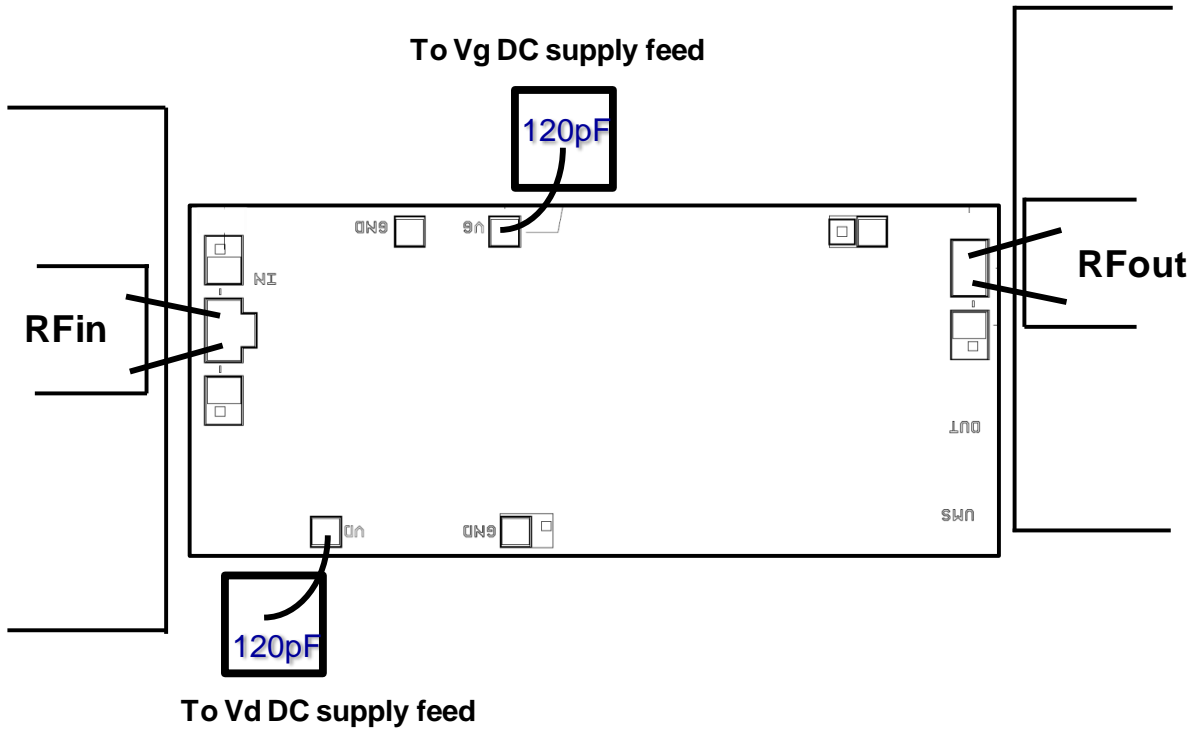 To Vg DC supply feed
120pF
GND
VG
IN
RFin
RFout
OUT
UMS
VD
GND
120pF
To Vd DC supply feed